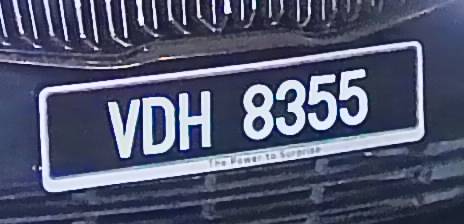 VDH 8355
The Power to Surprise